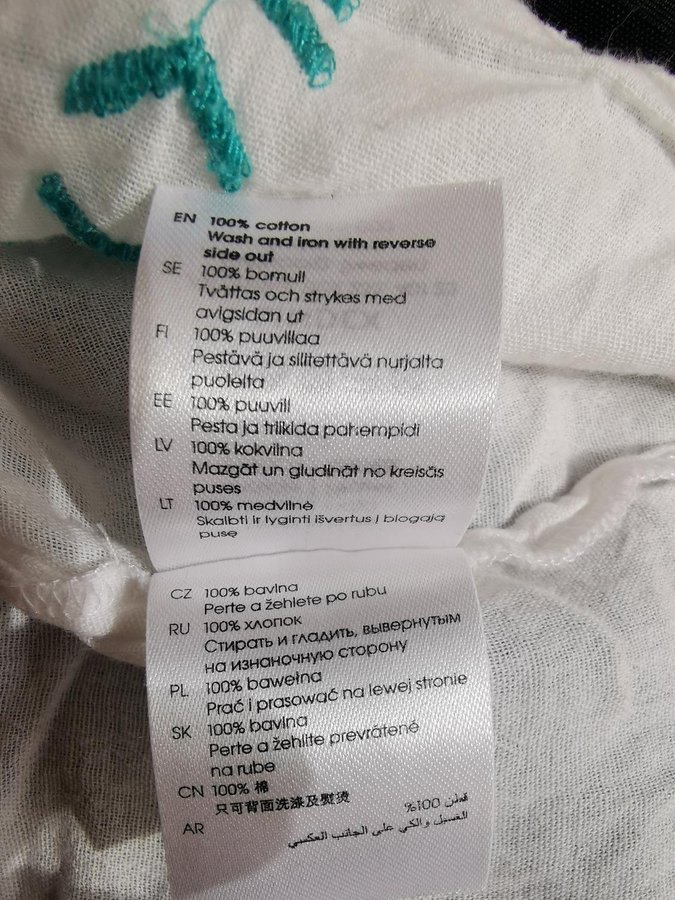 EN 100% cotton
Wash and iron with reverse
side out
SE 100% bomull
Tvättas och strykes med
avigsidan ut
FI 100% puuvillaa
Pestävä ja silitettävä nurjalta
puolelta
EE 100% puuvill
Pesta ja triikida pahempidi
LV 100% kokvilna
Mazgāt un gludināt no kreisās
puses
LT 100% medvilnė
Skalbti ir lyginti išvertus į blogąją
pusę
CZ 100% bavlna
Perte a žehlete po rubu
RU 100% хлопок
Стирать и гладить, вывернутым
на изнаночную сторону
PL 100% bawełna
Prać i prasować na lewej stronie
SK 100% bavlna
Perte a žehlite prevrátené
na rube
CN 100% 棉
只可背面洗涤及熨烫
AR قطن 100%
الغسيل والكي على الجانب العكسي